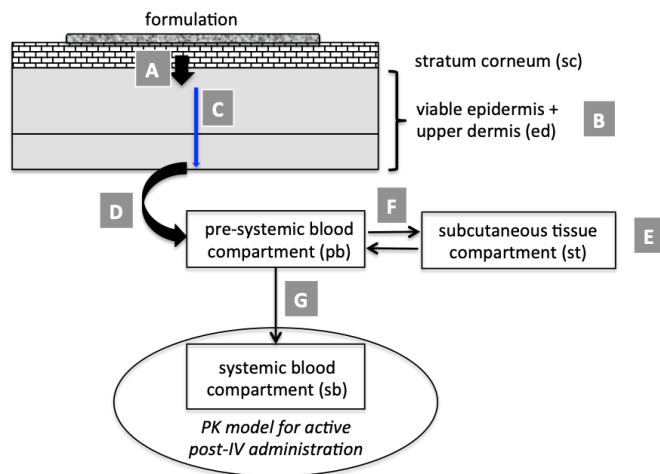 formulation
A
stratum corneum (sc)
C
viable epidermis +
upper dermis (ed)
B
D
F
pre-systemic blood
compartment (pb)
subcutaneous tissue
compartment (st)
E
G
systemic blood
compartment (sb)
PK model for active
post-IV administration